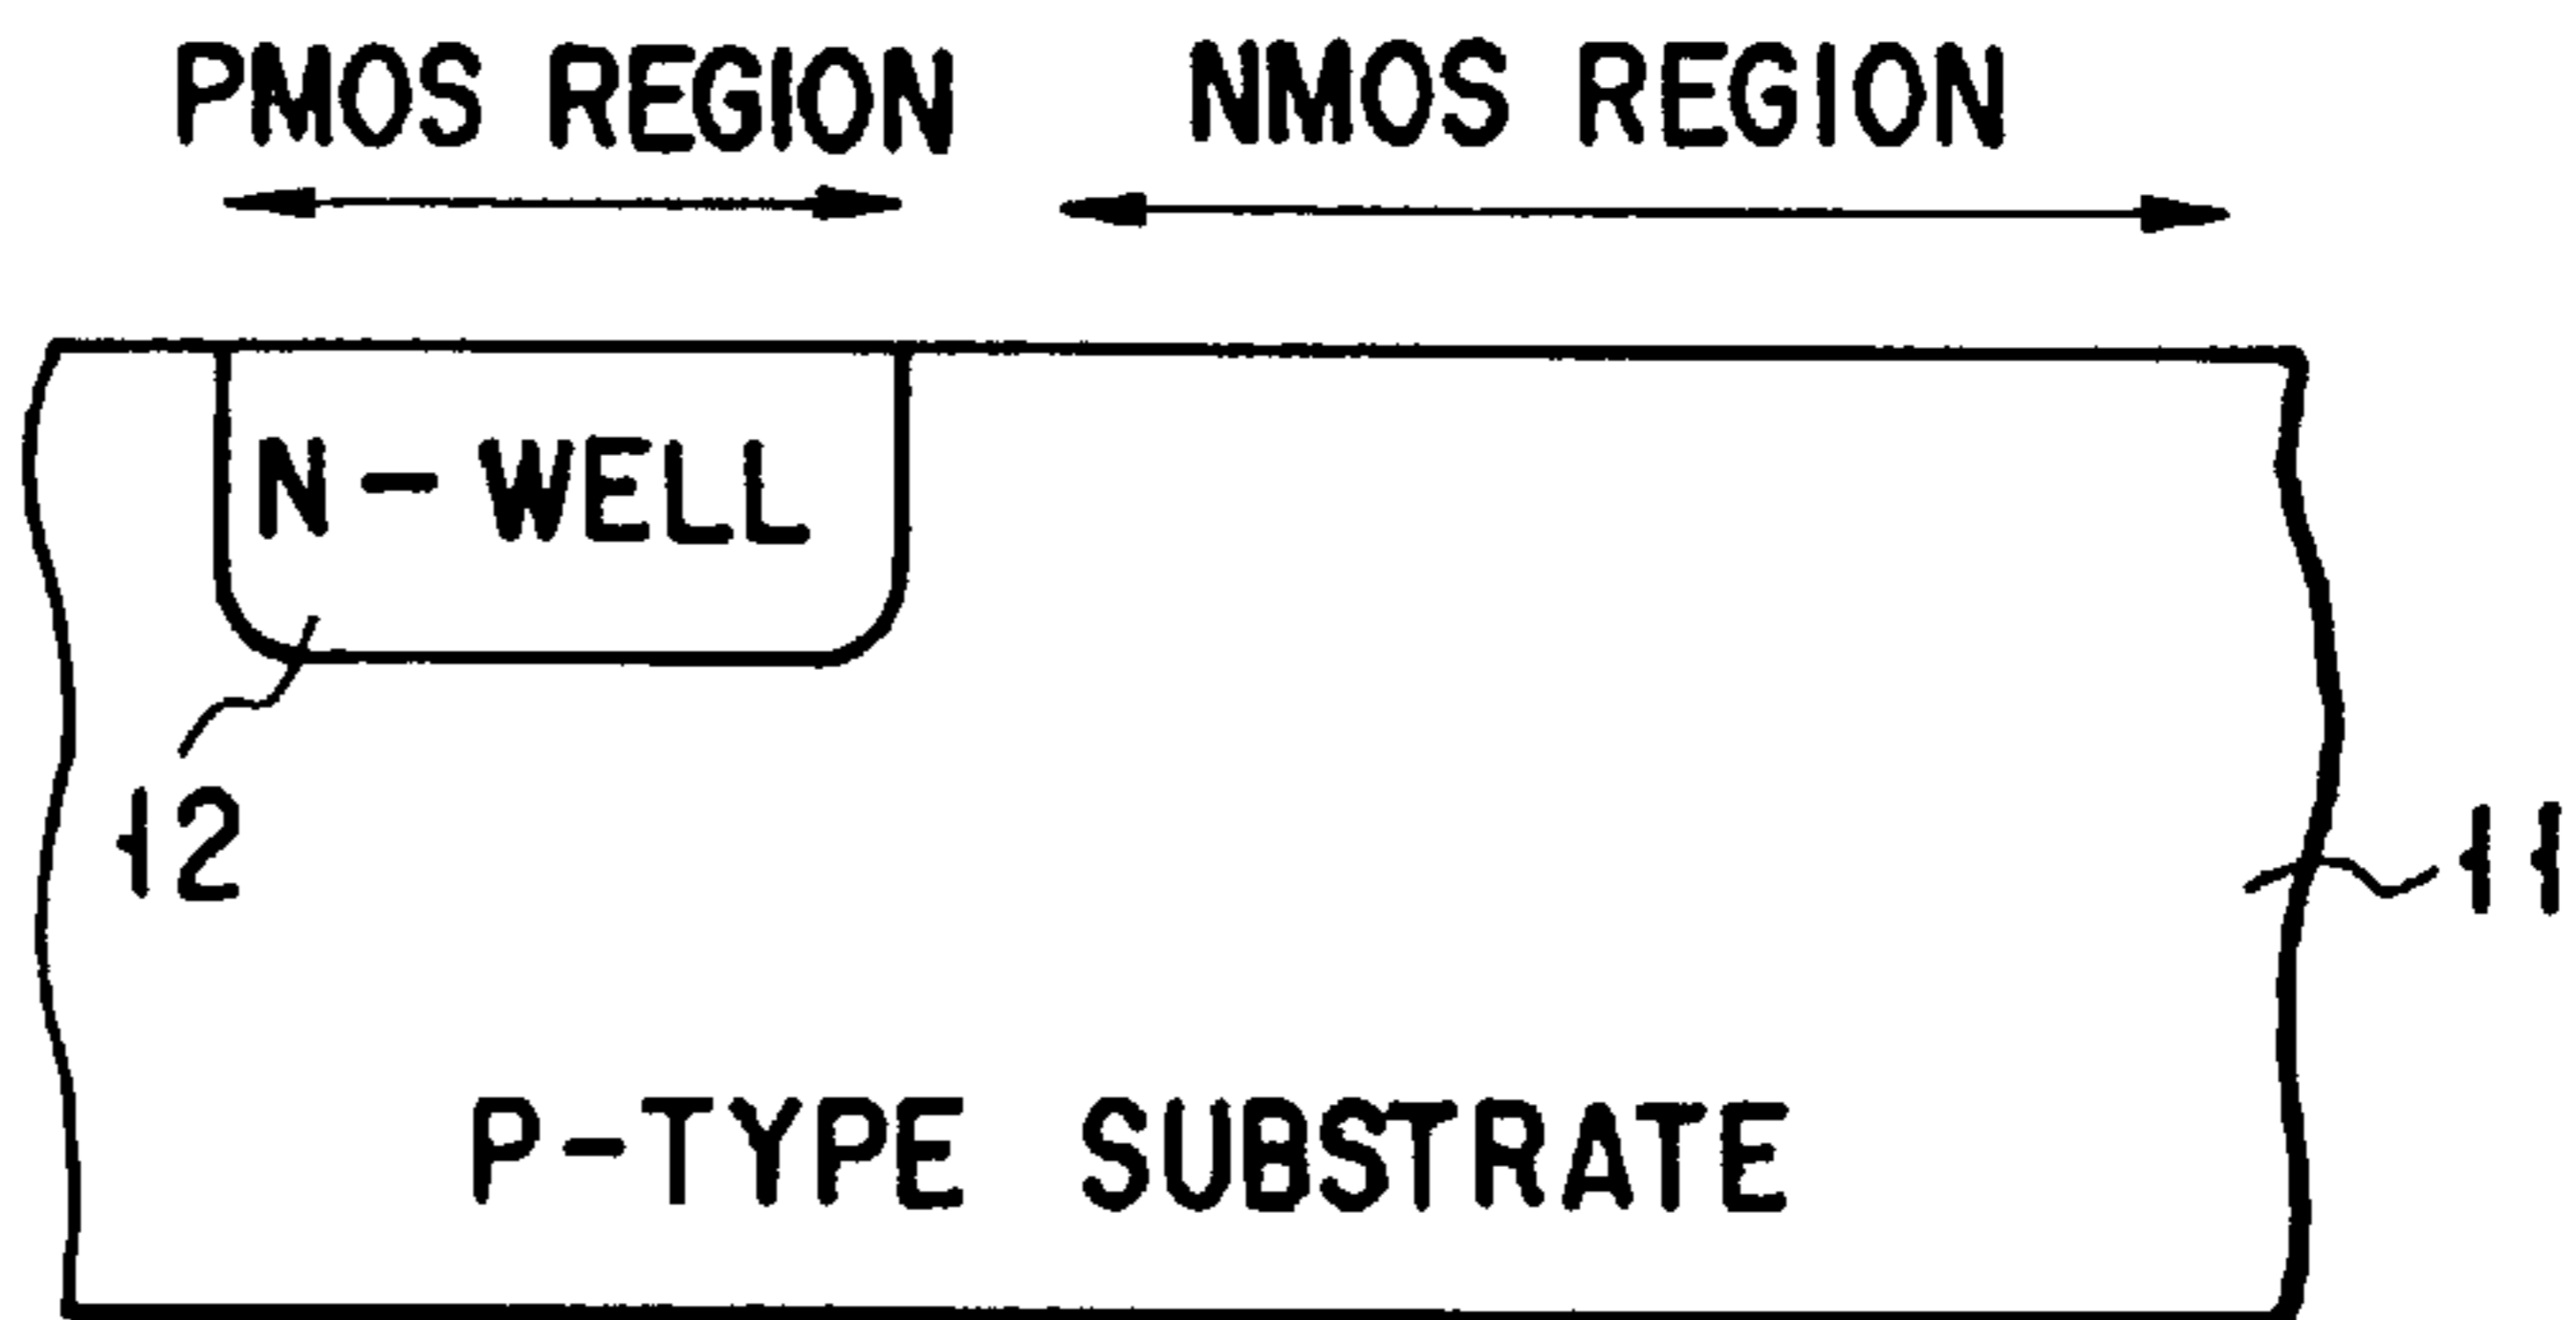 PMOS REGION NMOS REGION
N-WELL
12
11
P-TYPE SUBSTRATE